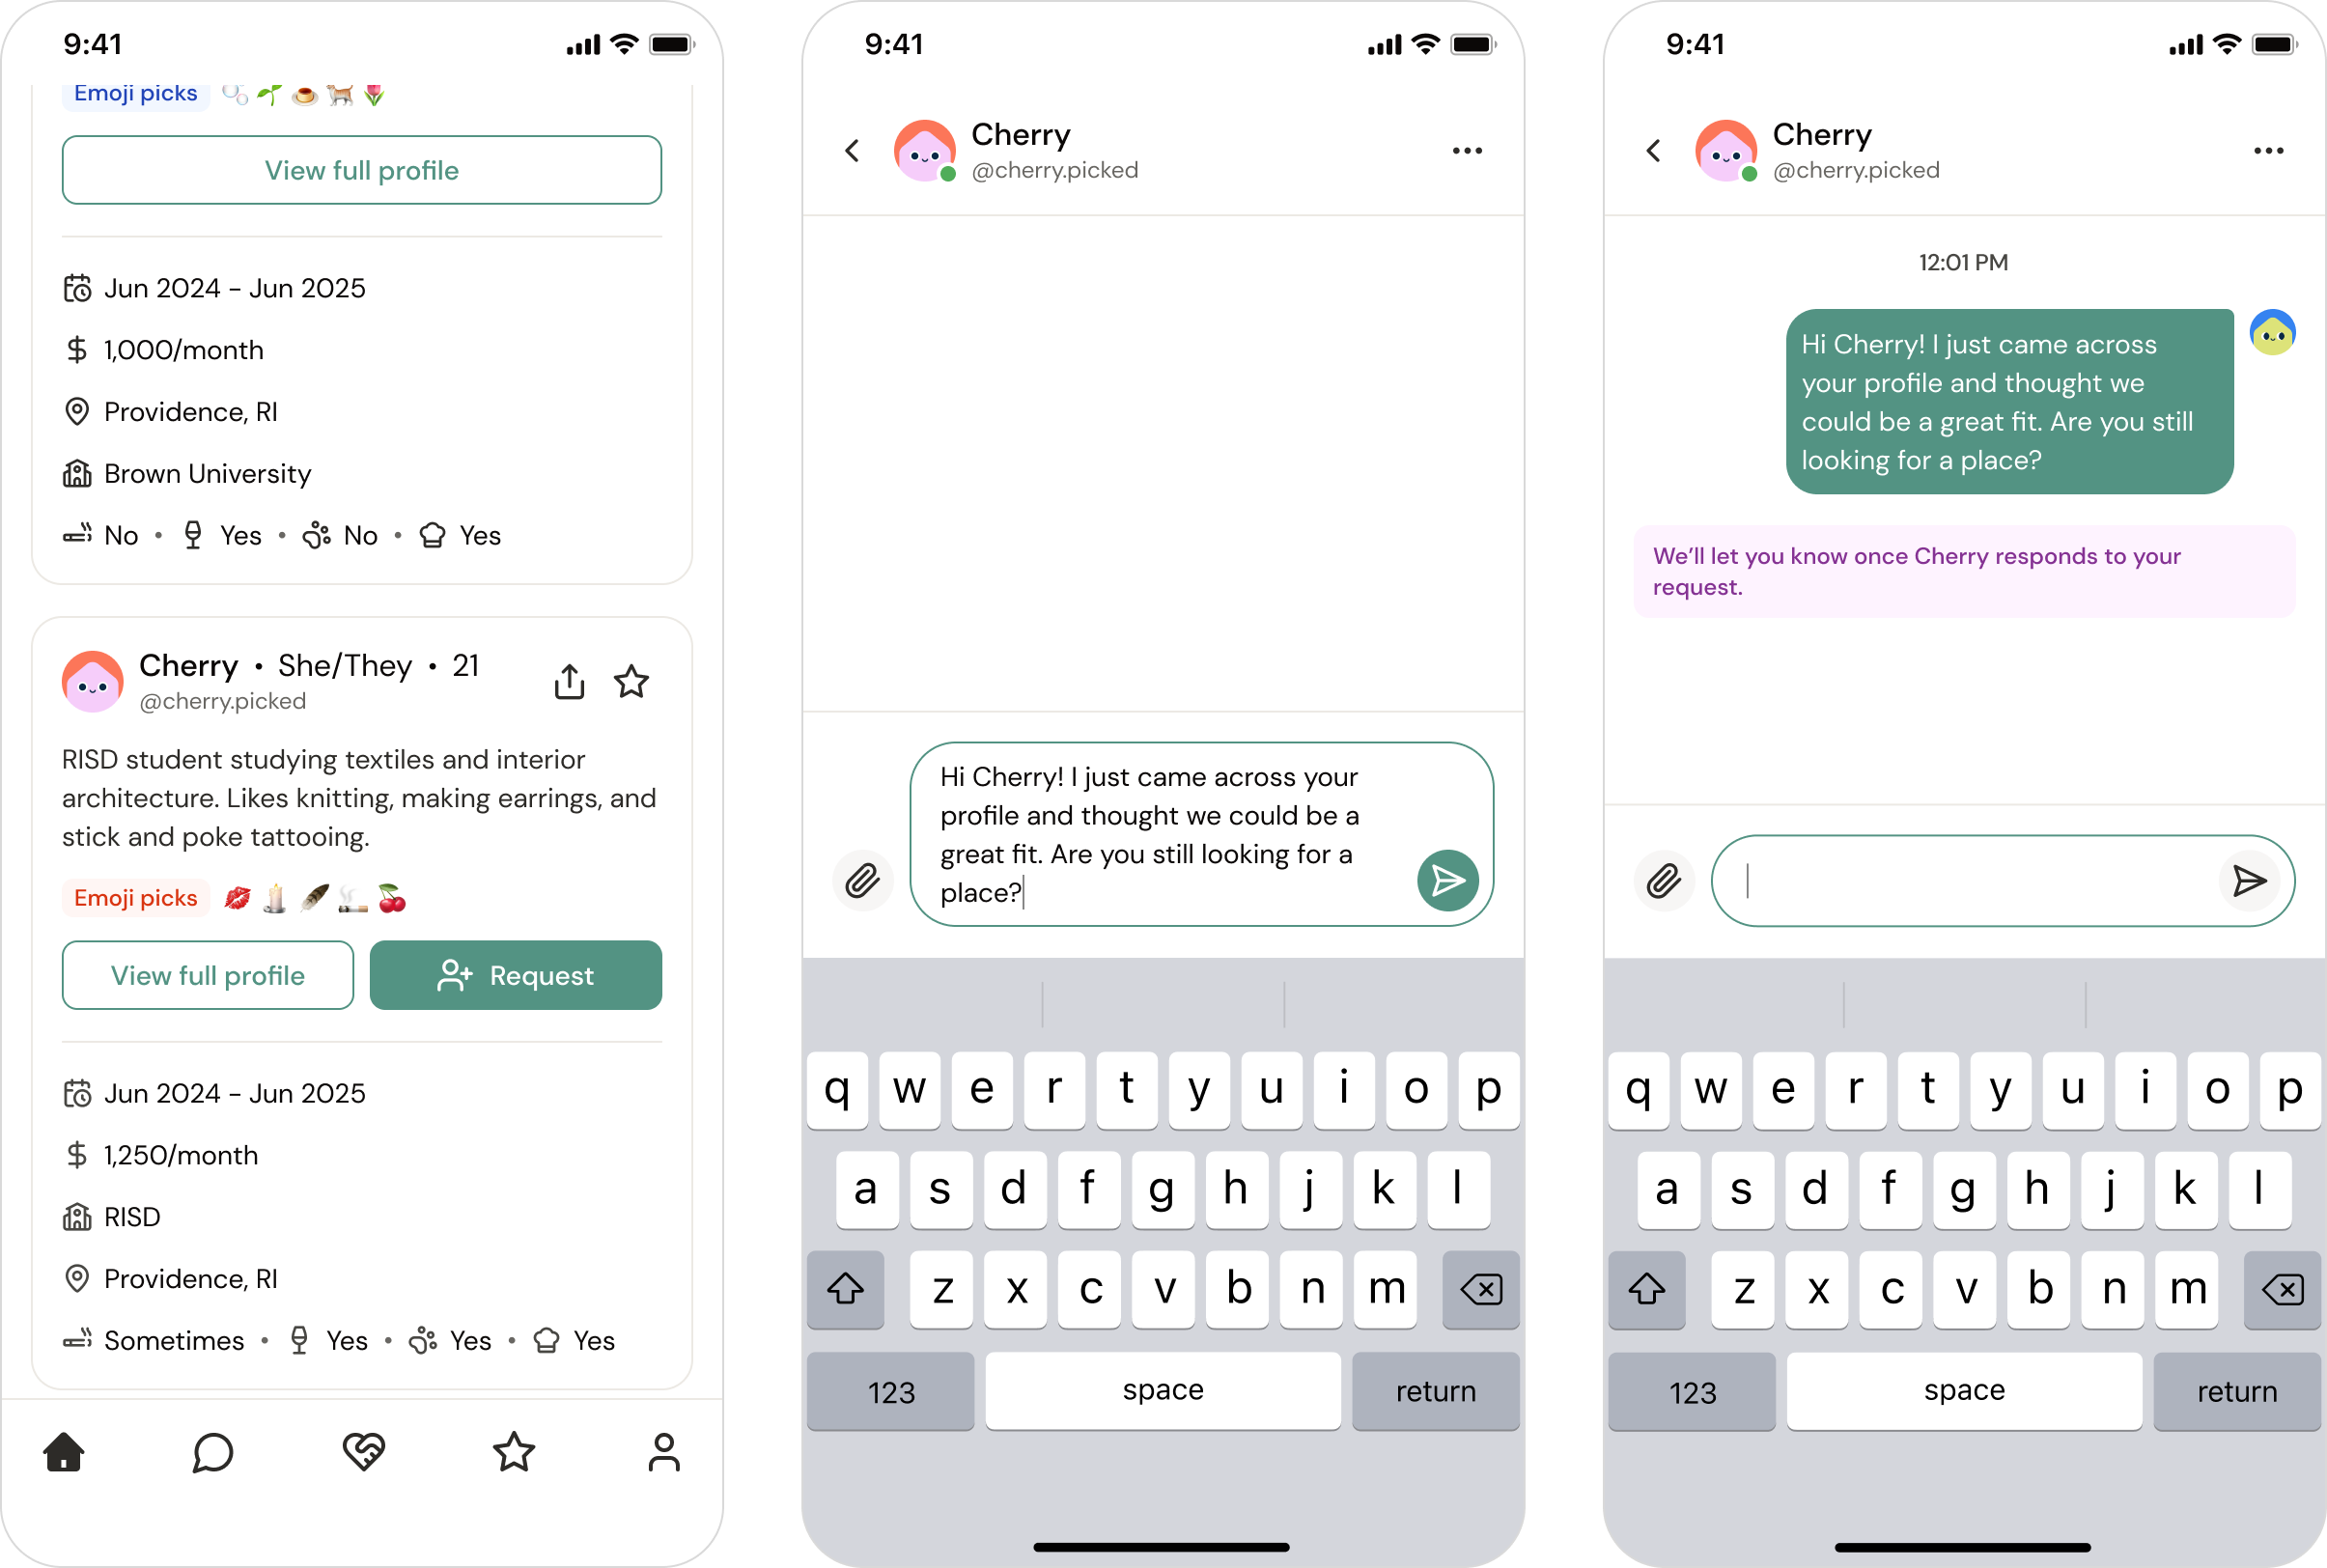 9:41
Emoji picks 🫧🌱🍮🐕🌷
View full profile
Jun 2024 - Jun 2025
1,000/month
Providence, RI
Brown University
No • Yes • No • Yes
Cherry • She/They • 21
@cherry.picked
RISD student studying textiles and interior
architecture. Likes knitting, making earrings, and
stick and poke tattooing.
Emoji picks 💋🕯️🪶🚬🍒
View full profile
Request
Jun 2024 - Jun 2025
1,250/month
RISD
Providence, RI
Sometimes • Yes • Yes • Yes
9:41
Cherry
@cherry.picked
Hi Cherry! I just came across your
profile and thought we could be a
great fit. Are you still looking for a
place?
q w e r t y u i o p
a s d f g h j k l
z x c v b n m
123 space return
9:41
Cherry
@cherry.picked
12:01 PM
Hi Cherry! I just came across
your profile and thought we
could be a great fit. Are you still
looking for a place?
We’ll let you know once Cherry responds to your
request.
q w e r t y u i o p
a s d f g h j k l
z x c v b n m
123 space return